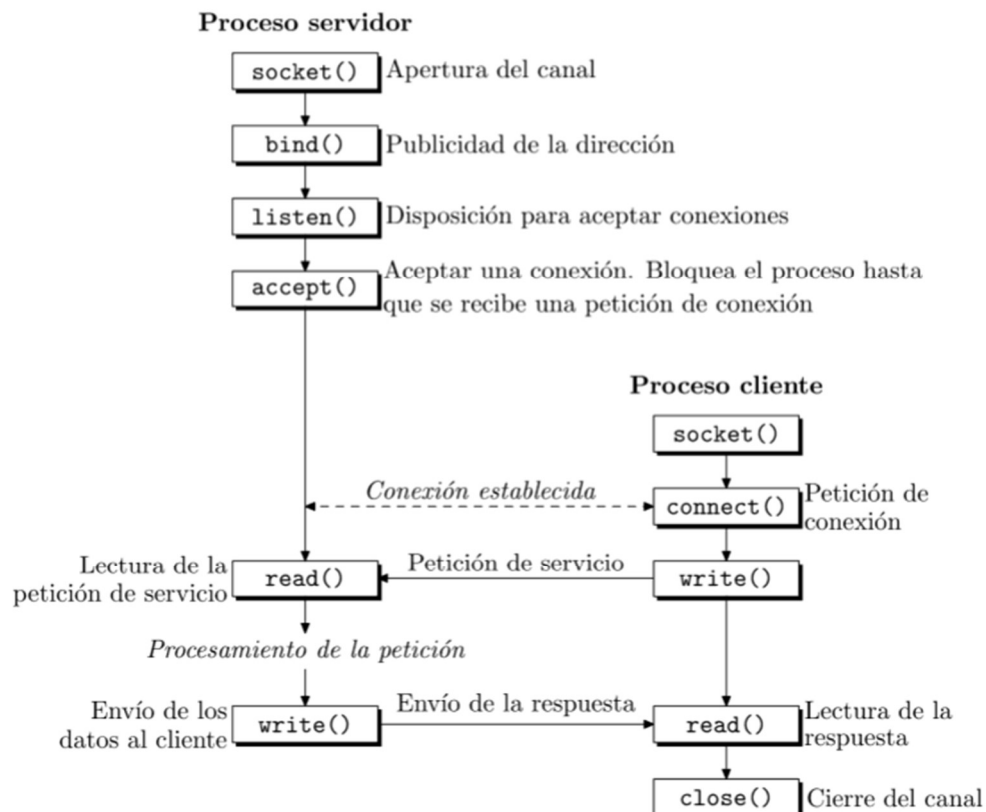 Proceso servidor
socket() Apertura del canal
bind() Publicidad de la dirección
listen() Disposición para aceptar conexiones
accept() Aceptar una conexión. Bloquea el proceso hasta
que se recibe una petición de conexión
Proceso cliente
socket()
Conexión establecida
connect() Petición de
conexión
Lectura de la
petición de servicio
read()
Petición de servicio
write()
Procesamiento de la petición
Envío de los
datos al cliente
write()
Envío de la respuesta
read()
Lectura de la
respuesta
close() Cierre del canal